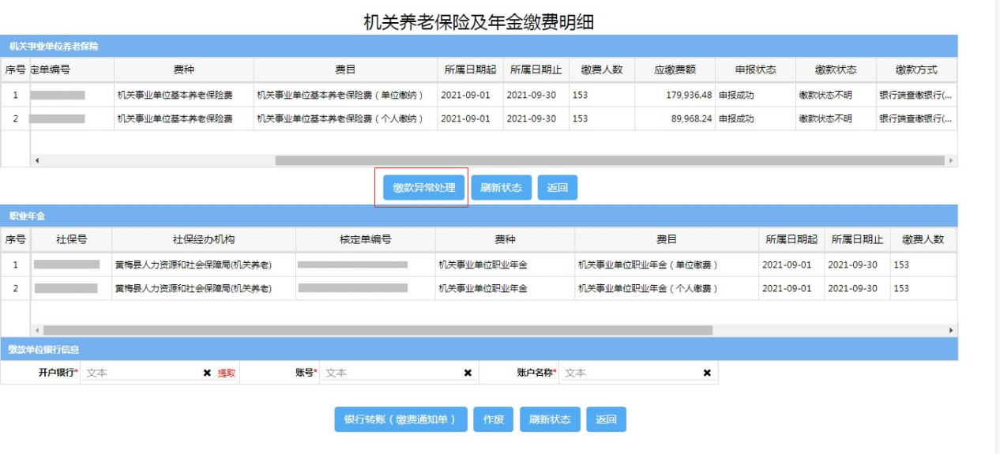 机关养老保险及年金缴费明细
机关事业单位养老保险
序号 定单编号 费种 费目 所属日期起 所属日期止 缴费人数 应缴费额 申报状态 缴款状态 缴款方式
1 机关事业单位基本养老保险费 机关事业单位基本养老保险费(单位缴纳) 2021-09-01 2021-09-30 153 179,936.48 申报成功 缴款状态不明 银行端查缴银行(...
2 机关事业单位基本养老保险费 机关事业单位基本养老保险费(个人缴纳) 2021-09-01 2021-09-30 153 89,968.24 申报成功 缴款状态不明 银行端查缴银行(...
缴款异常处理 刷新状态 返回
职业年金
序号 社保号 社保经办机构 核定单编号 费种 费目 所属日期起 所属日期止 缴费人数
1 黄梅县人力资源和社会保障局(机关养老) 机关事业单位职业年金 机关事业单位职业年金(单位缴费) 2021-09-01 2021-09-30 153
2 黄梅县人力资源和社会保障局(机关养老) 机关事业单位职业年金 机关事业单位职业年金(个人缴费) 2021-09-01 2021-09-30 153
缴款单位银行信息
开户银行* 文本 ✖ 提取 账号* 文本 ✖ 账户名称* 文本 ✖
银行转账(缴费通知单) 作废 刷新状态 返回